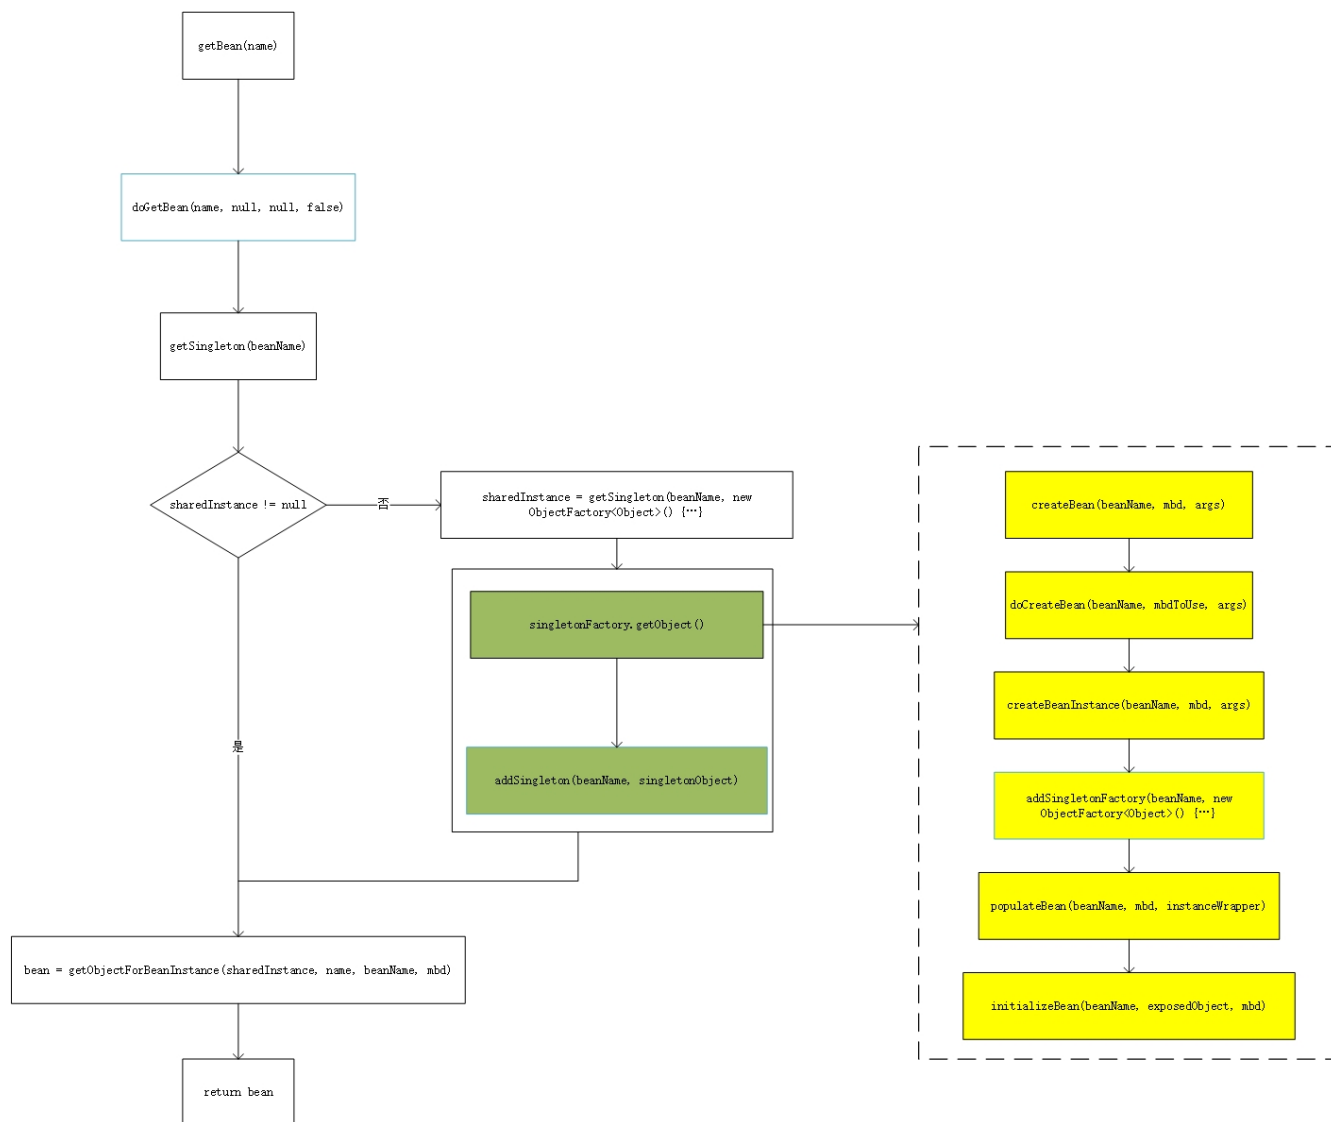 getBean(name)
doGetBean(name, null, null, false)
getSingleton(beanName)
sharedInstance != null
否
sharedInstance = getSingleton(beanName, new
ObjectFactory<Object>() {…}
singletonFactory.getObject()
addSingleton(beanName, singletonObject)
是
bean = getObjectForBeanInstance(sharedInstance, name, beanName, mbd)
return bean
createBean(beanName, mbd, args)
doCreateBean(beanName, mbdToUse, args)
createBeanInstance(beanName, mbd, args)
addSingletonFactory(beanName, new
ObjectFactory<Object>() {…}
populateBean(beanName, mbd, instanceWrapper)
initializeBean(beanName, exposedObject, mbd)